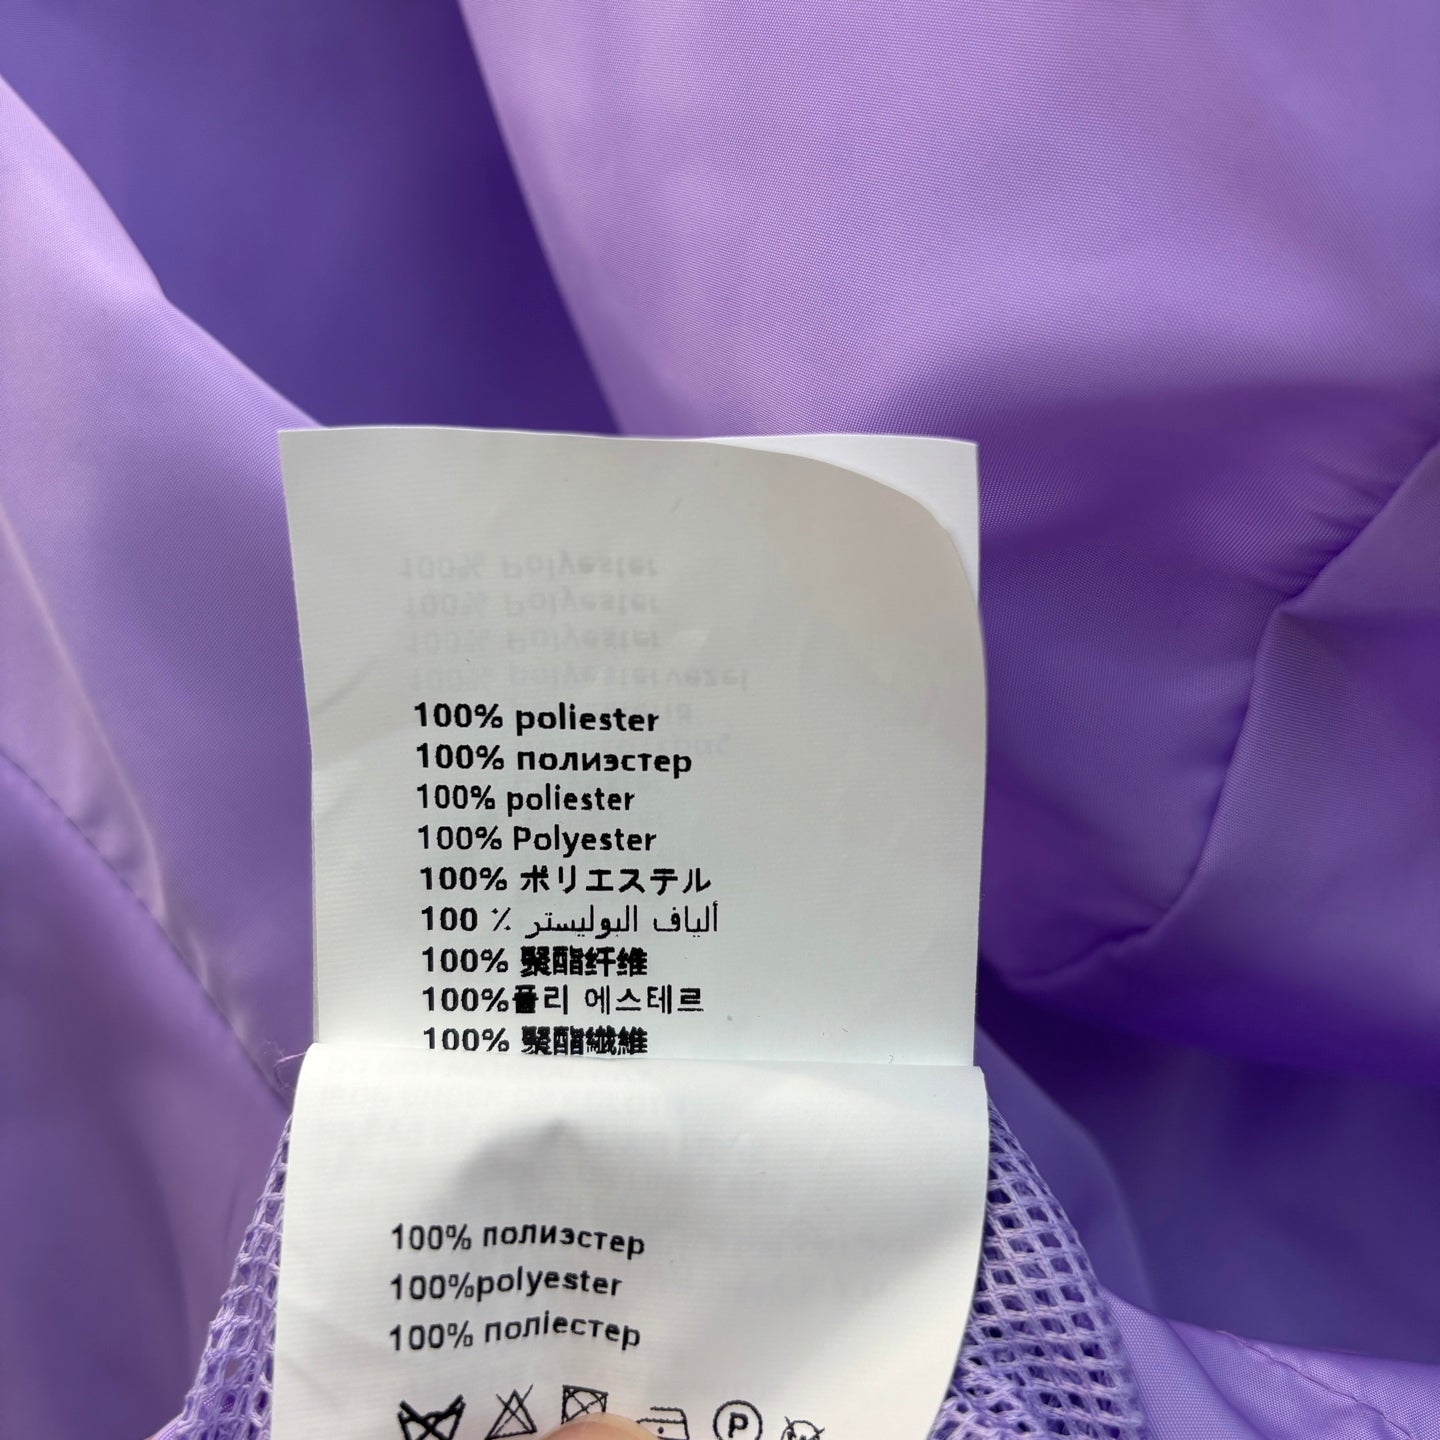 100% poliester
100% полиэстер
100% poliester
100% Polyester
100% ポリエステル
100 ٪ ألياف البوليستر
100% 聚酯纤维
100%폴리 에스테르
100% 聚酯纖維
100% полиэстер
100%polyester
100% поліестер
P